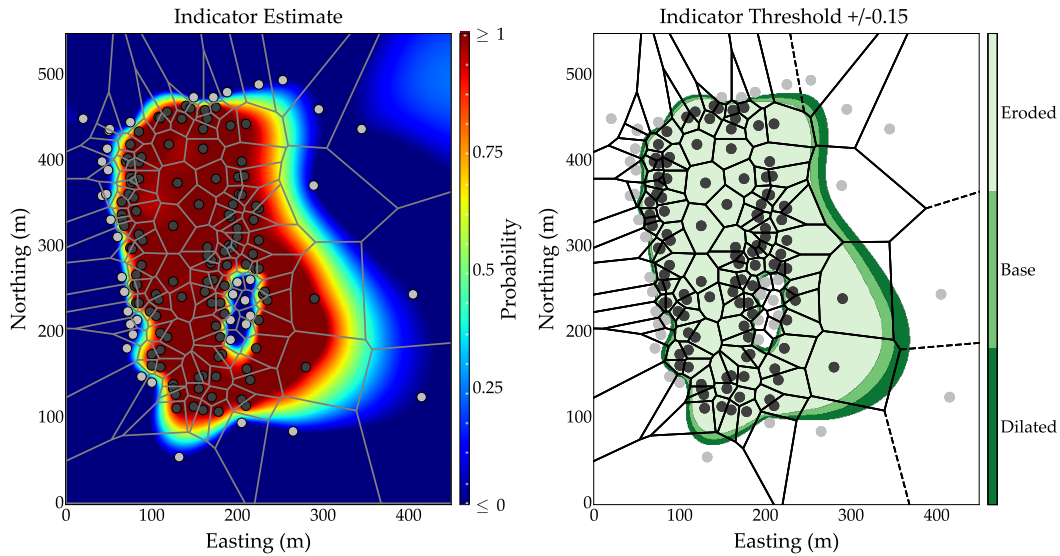 Indicator Estimate
500
400
300
200
100
0
0
100
200
300
400
Northing (m)
Easting (m)
≥ 1
0.75
0.5
0.25
≤ 0
Probability
Indicator Threshold +/-0.15
500
400
300
200
100
0
0
100
200
300
400
Northing (m)
Easting (m)
Eroded
Base
Dilated